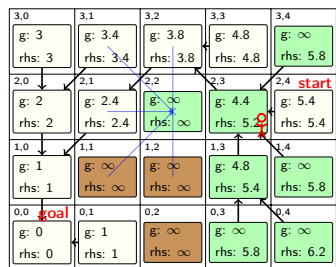 3,0 3,1 3,2 3,3 3,4
g: 3 g: 3.4 g: 3.8 g: 4.8 g: ∞
rhs: 3 rhs: 3.4 rhs: 3.8 rhs: 4.8 rhs: 5.8
2,0 2,1 2,2 2,3 2,4 start
g: 2 g: 2.4 g: ∞ g: 4.4 g: 5.4
rhs: 2 rhs: 2.4 rhs: ∞ rhs: 5.2 rhs: 5.4
1,0 1,1 1,2 1,3 1,4
g: 1 g: ∞ g: ∞ g: 4.8 g: ∞
rhs: 1 rhs: ∞ rhs: ∞ rhs: 5.4 rhs: 5.8
0,0 goal 0,1 0,2 0,3 0,4
g: 0 g: 1 g: ∞ g: ∞ g: ∞
rhs: 0 rhs: 1 rhs: ∞ rhs: 5.8 rhs: 6.2